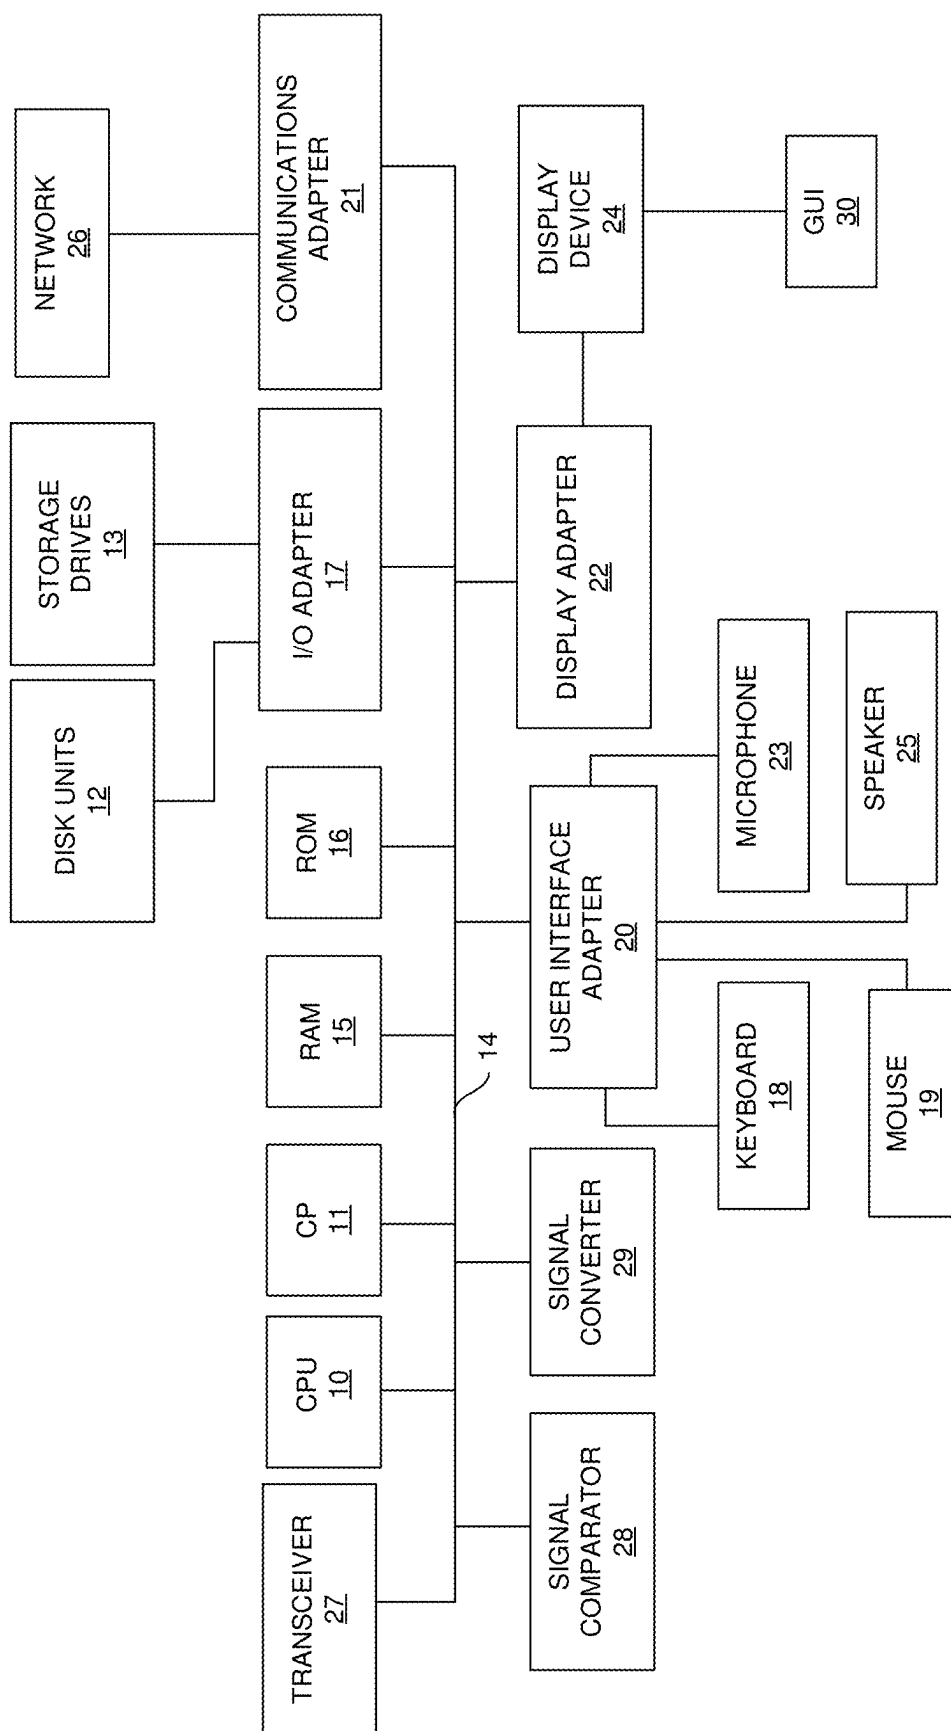 TRANSCEIVER
27
CPU
10
CP
11
RAM
15
ROM
16
DISK UNITS
12
STORAGE
DRIVES
13
I/O ADAPTER
17
NETWORK
26
COMMUNICATIONS
ADAPTER
21
14
SIGNAL
COMPARATOR
28
SIGNAL
CONVERTER
29
USER INTERFACE
ADAPTER
20
DISPLAY ADAPTER
22
DISPLAY
DEVICE
24
KEYBOARD
18
MICROPHONE
23
GUI
30
MOUSE
19
SPEAKER
25